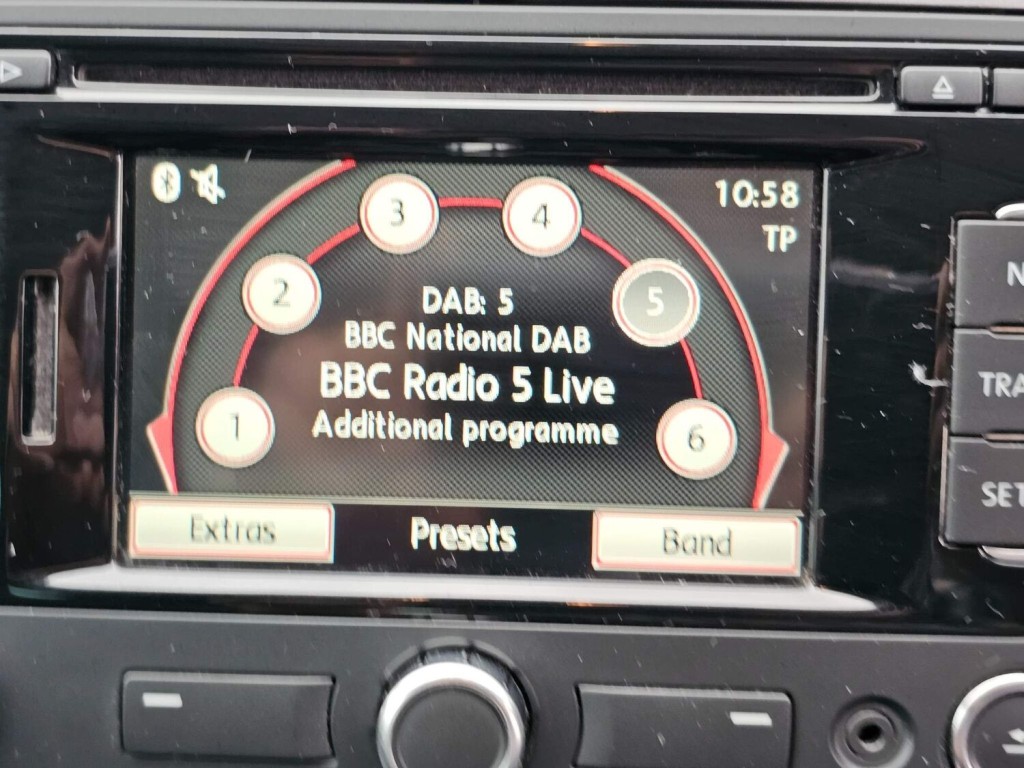 10:58
TP
3
4
2
5
DAB: 5
BBC National DAB
BBC Radio 5 Live
Additional programme
1
6
Extras
Presets
Band